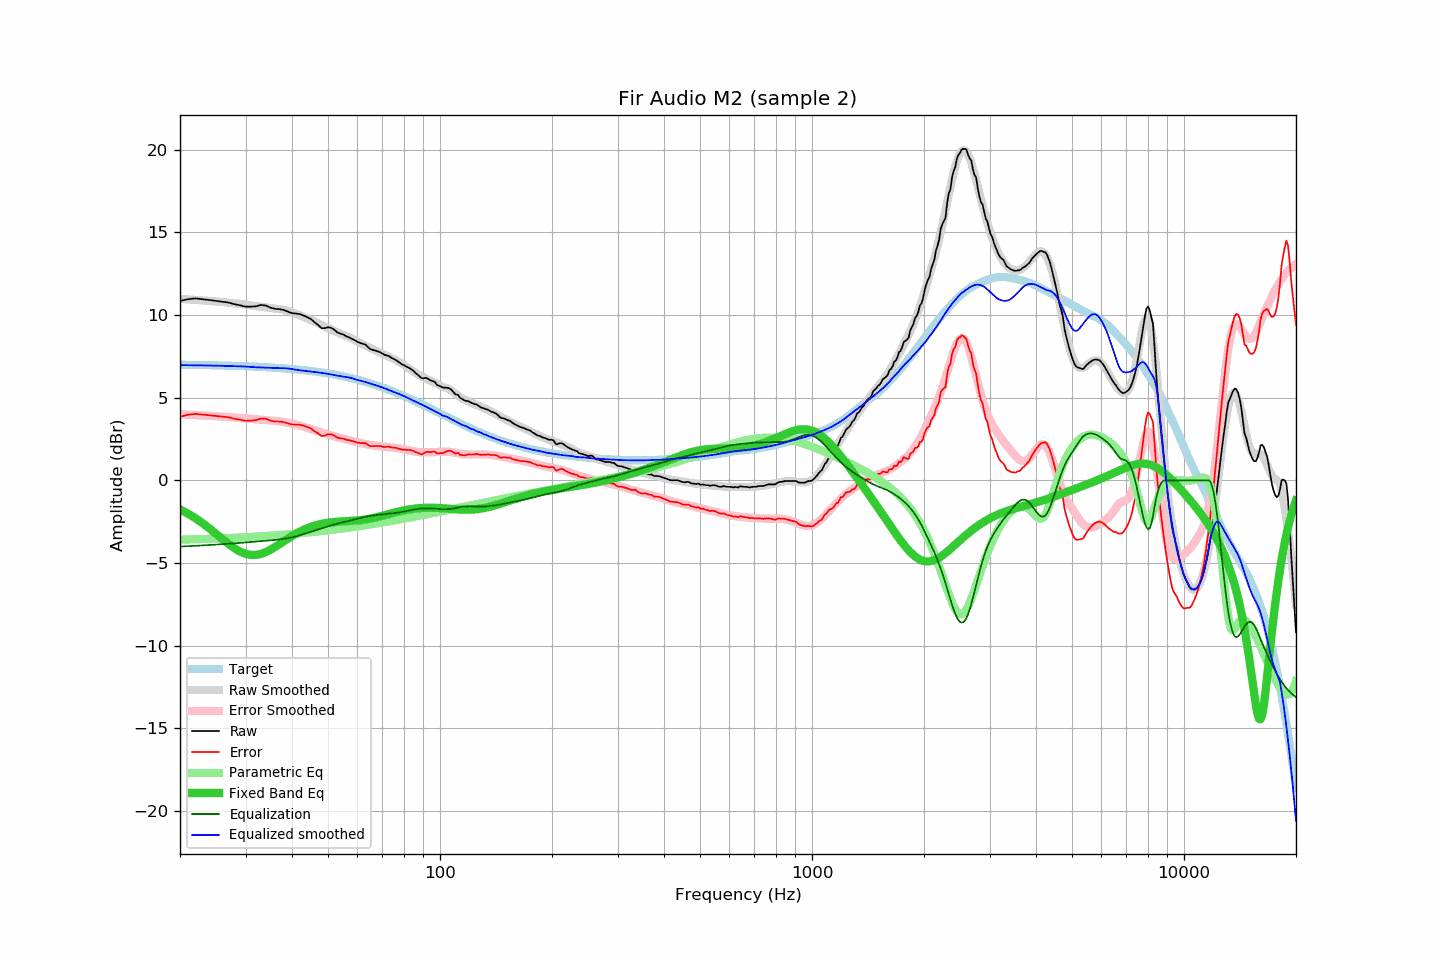 Fir Audio M2 (sample 2)
20
15
10
5
0
−5
−10
−15
−20
Amplitude (dBr)
Target
Raw Smoothed
Error Smoothed
Raw
Error
Parametric Eq
Fixed Band Eq
Equalization
Equalized smoothed
100
1000
10000
Frequency (Hz)